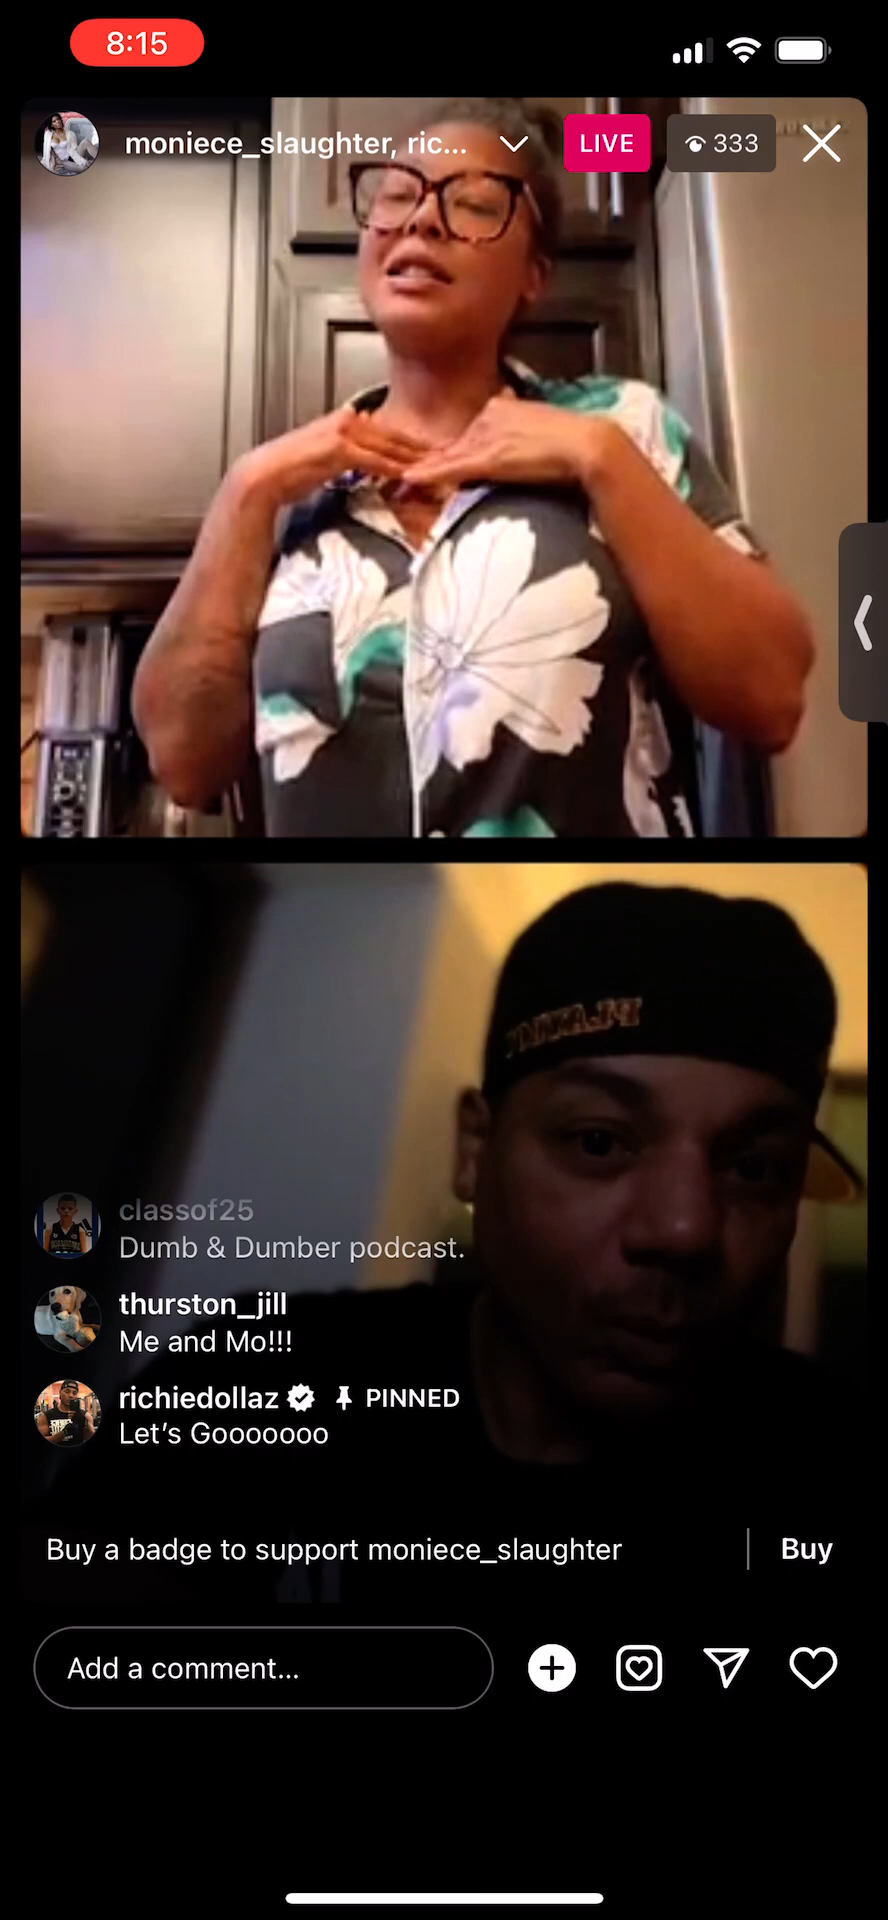 8:15
moniece_slaughter, ric...
LIVE
333
classof25
Dumb & Dumber podcast.
thurston_jill
Me and Mo!!!
richiedollaz PINNED
Let's Gooooooo
Buy a badge to support moniece_slaughter
Buy
Add a comment...